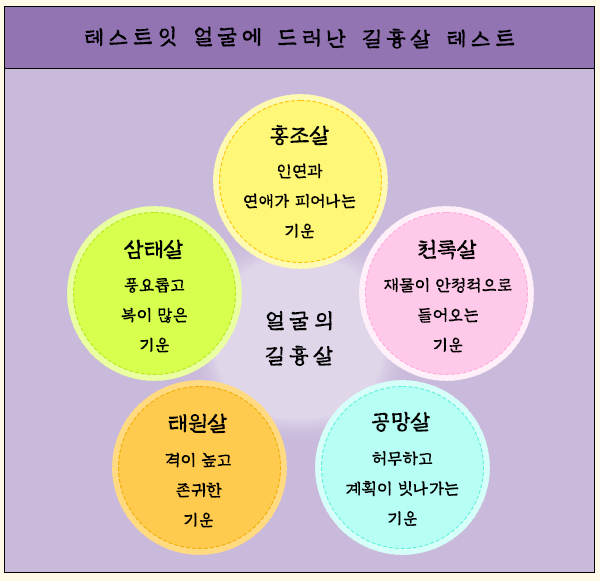 테스트잇 얼굴에 드러난 길흉살 테스트
홍조살
인연과
연애가 피어나는
기운
삼태살
풍요롭고
복이 많은
기운
천록살
재물이 안정적으로
들어오는
기운
얼굴의
길흉살
태원살
격이 높고
존귀한
기운
공망살
허무하고
계획이 빗나가는
기운